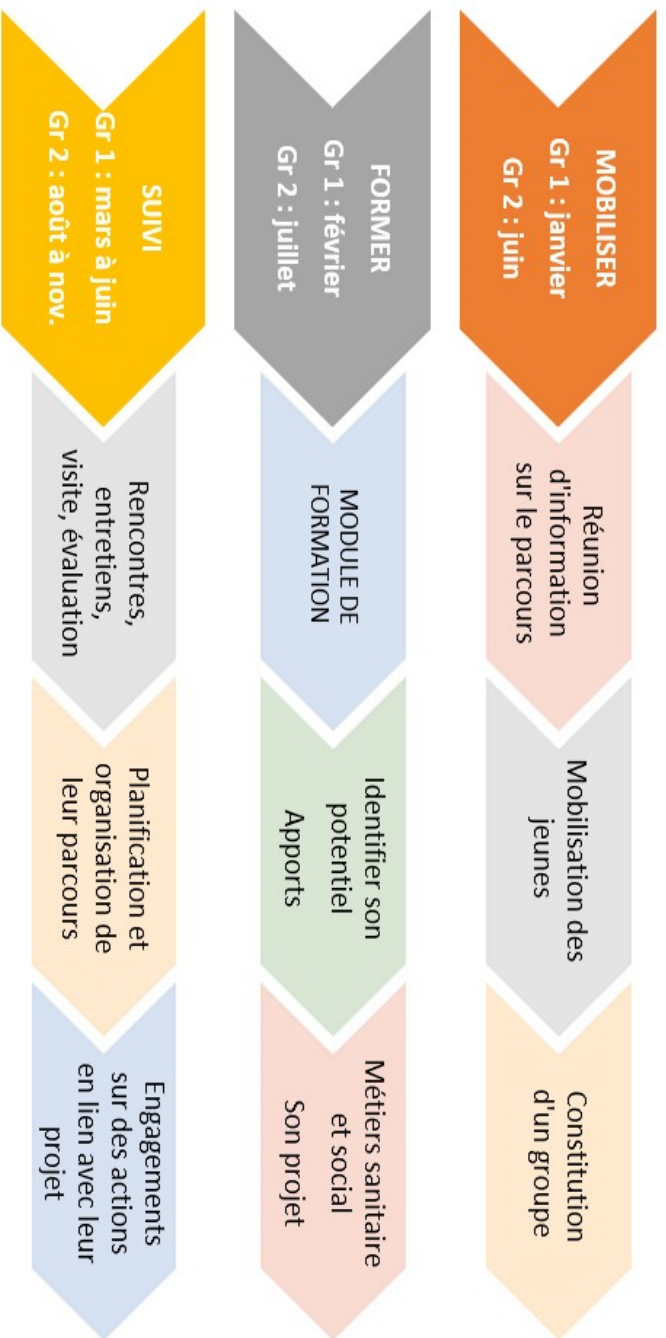 MOBILISER
Gr 1 : janvier
Gr 2 : juin
Réunion
d'information
sur le parcours
Mobilisation des
jeunes
Constitution
d'un groupe
FORMER
Gr 1 : février
Gr 2 : juillet
MODULE DE
FORMATION
Identifier son
potentiel
Apports
Métiers sanitaire
et social
Son projet
SUIVI
Gr 1 : mars à juin
Gr 2 : août à nov.
Rencontres,
entretiens,
visite, évaluation
Planification et
organisation de
leur parcours
Engagements
sur des actions
en lien avec leur
projet